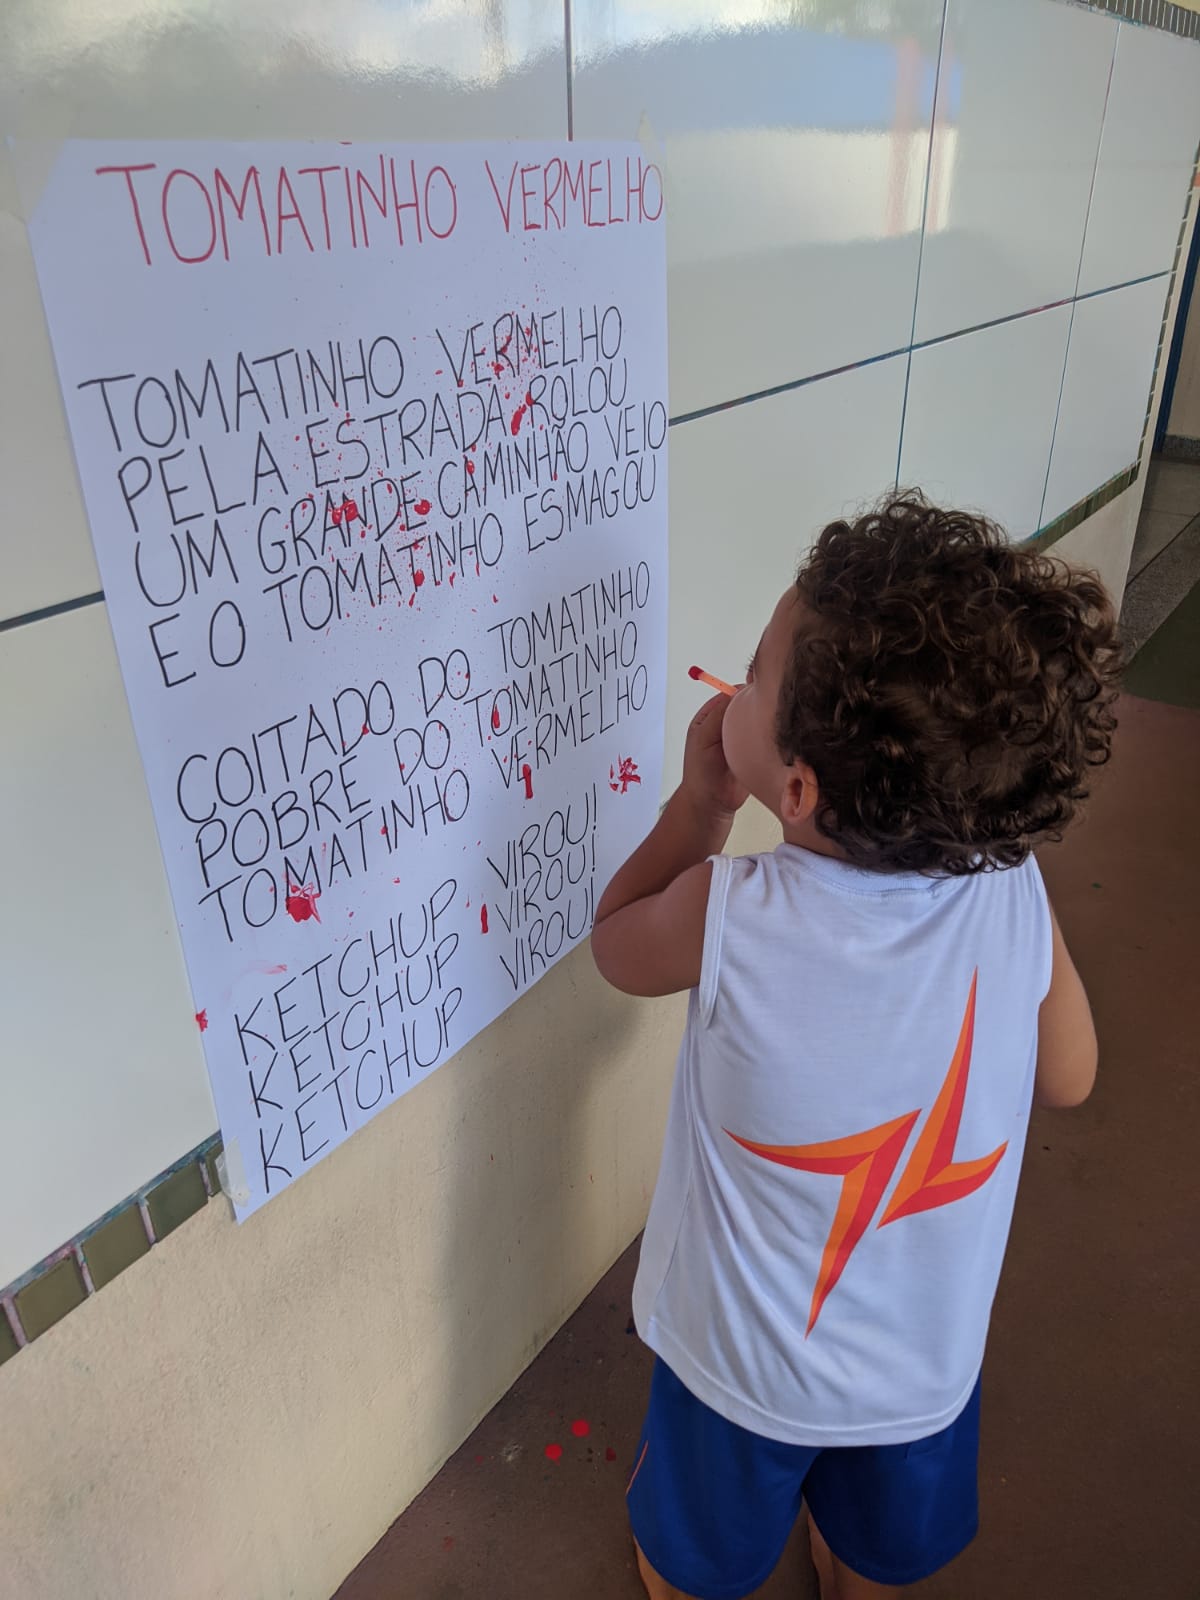 TOMATINHO VERMELHO
TOMATINHO VERMELHO
PELA ESTRADA ROLOU
UM GRANDE CAMINHÃO VEIO
E O TOMATINHO ESMAGOU
COITADO DO TOMATINHO
POBRE DO TOMATINHO
TOMATINHO VERMELHO
KETCHUP VIROU!
KETCHUP VIROU!
KETCHUP VIROU!